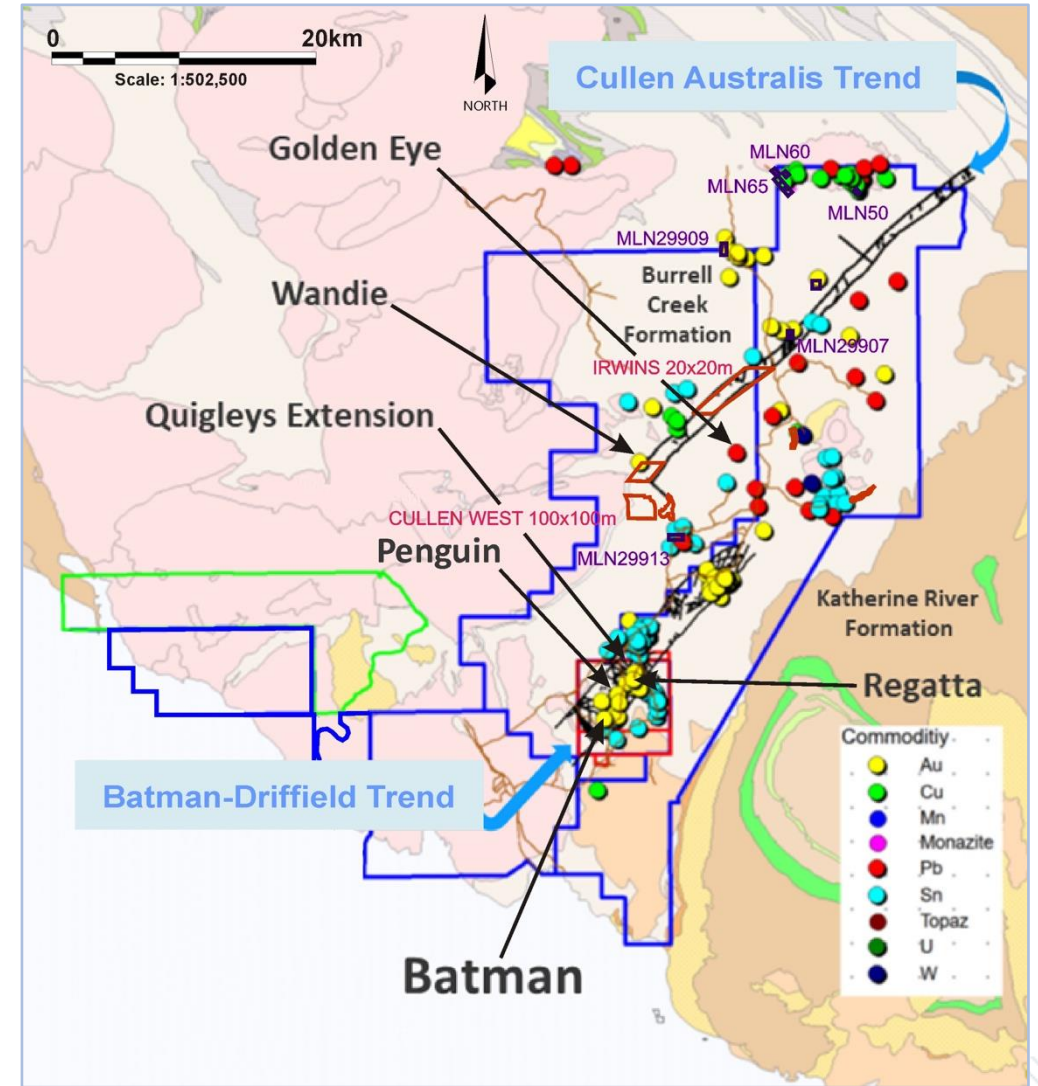 0 20km
Scale: 1:502,500
NORTH
Cullen Australis Trend
Golden Eye
MLN60
MLN65
MLN50
MLN29909
Burrell
Creek
Formation
Wandie
MLN29907
IRWINS 20x20m
Quigleys Extension
CULLEN WEST 100x100m
Penguin
MLN29913
Katherine River
Formation
Regatta
Commoditiy
Au
Cu
Mn
Monazite
Pb
Sn
Topaz
U
W
Batman-Driffield Trend
Batman